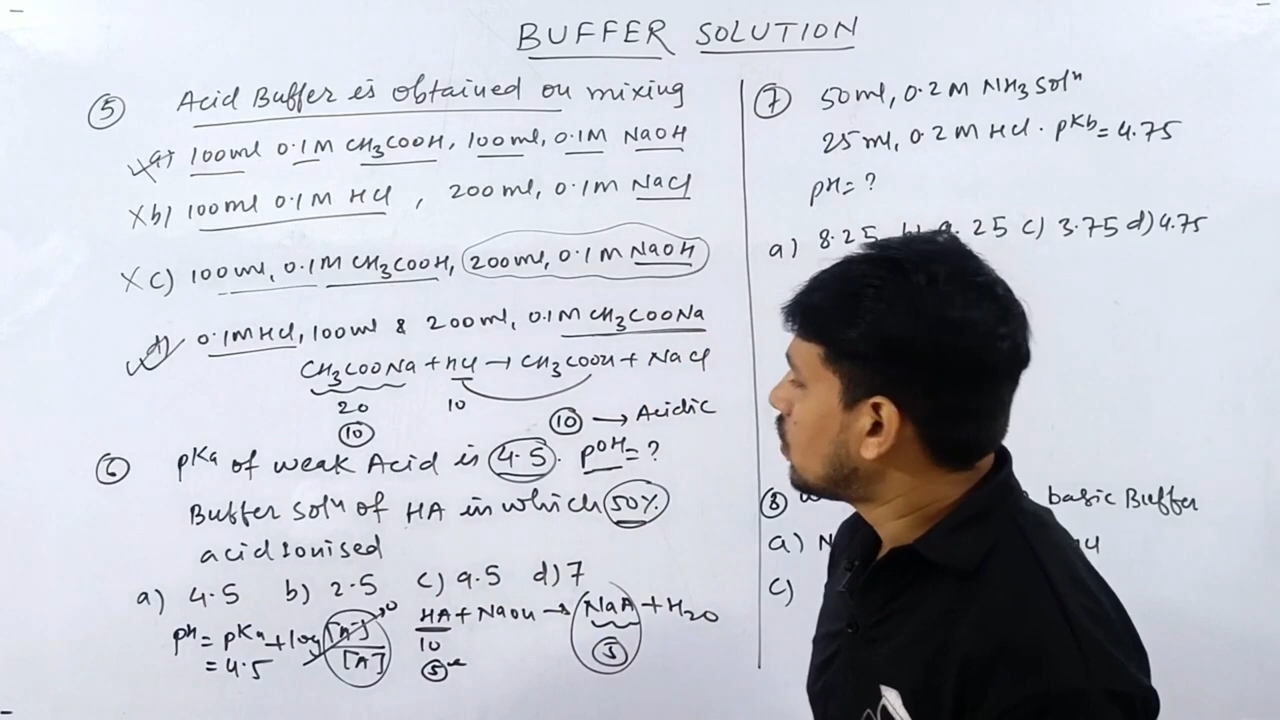 BUFFER SOLUTION
⑤ Acid Buffer is obtained on mixing
a) 100ml 0.1M CH₃COOH, 100ml, 0.1M NaOH
X b) 100ml 0.1M HCl, 200ml, 0.1M NaCl
X c) 100ml, 0.1M CH₃COOH, 200ml, 0.1M NaOH
d) 0.1M HCl, 100ml & 200ml, 0.1M CH₃COONa
CH₃COONa + HCl → CH₃COOH + NaCl
20 10
10 10 → Acidic
⑥ pKa of weak Acid is 4.5. pOH = ?
Buffer solⁿ of HA in which 50%
acid ionised
a) 4.5 b) 2.5 c) 9.5 d) 7
pH = pKa + log [A⁻]/[A] 0
= 4.5
HA + NaOH → NaA + H₂O
10
5 5
⑦ 50ml, 0.2M NH₃ solⁿ
25ml, 0.2M HCl. pKb = 4.75
pH = ?
a) 8.25 b) 9.25 c) 3.75 d) 4.75
⑧ basic Buffer
a) N
c)